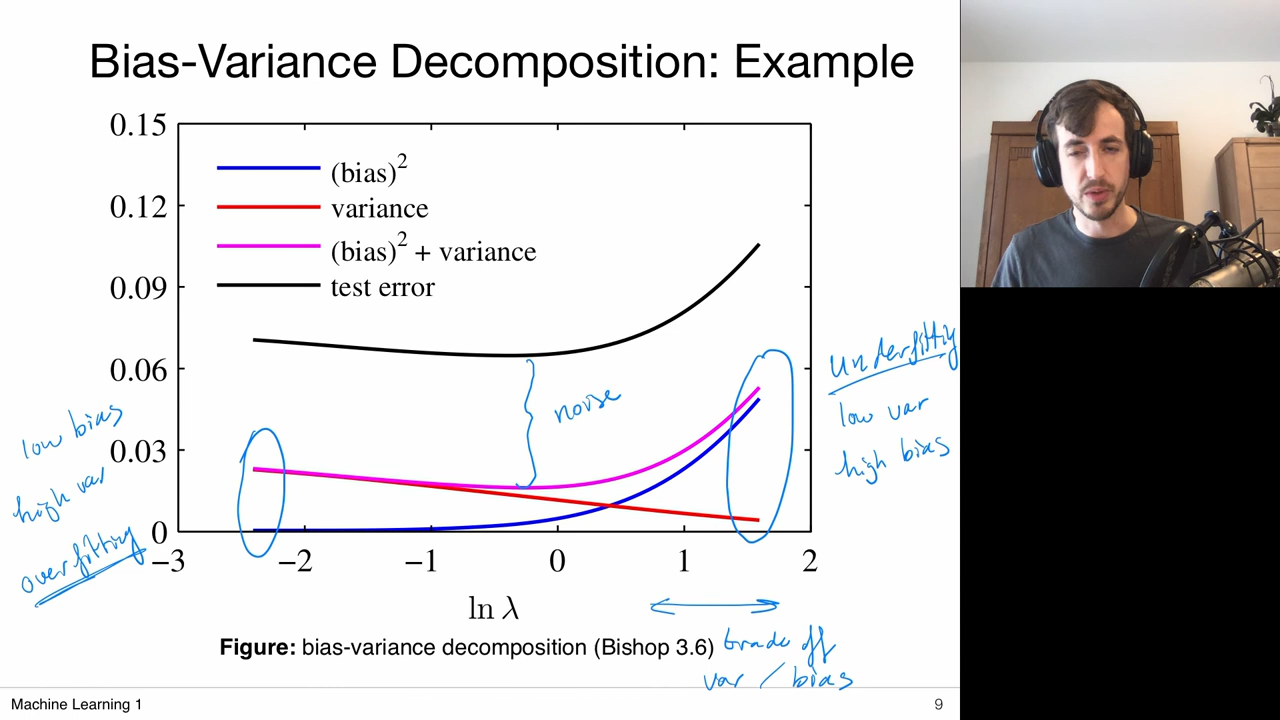 Bias-Variance Decomposition: Example
0.15
0.12
0.09
0.06
0.03
0
(bias)²
variance
(bias)² + variance
test error
noise
low bias
high var
overfitting
underfitting
low var
high bias
−3 −2 −1 0 1 2
ln λ
Figure: bias-variance decomposition (Bishop 3.6)
trade off
var / bias
Machine Learning 1
9